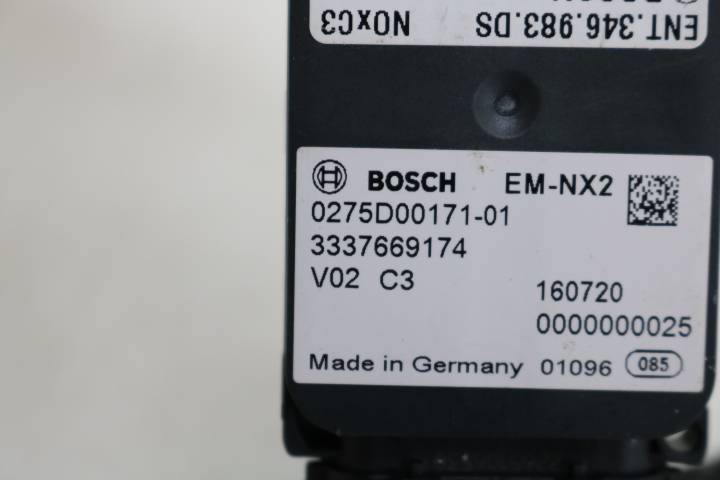 ENT.346.983.DS NOxC3
BOSCH EM-NX2
0275D00171-01
3337669174
V02 C3
160720
0000000025
Made in Germany 01096 085